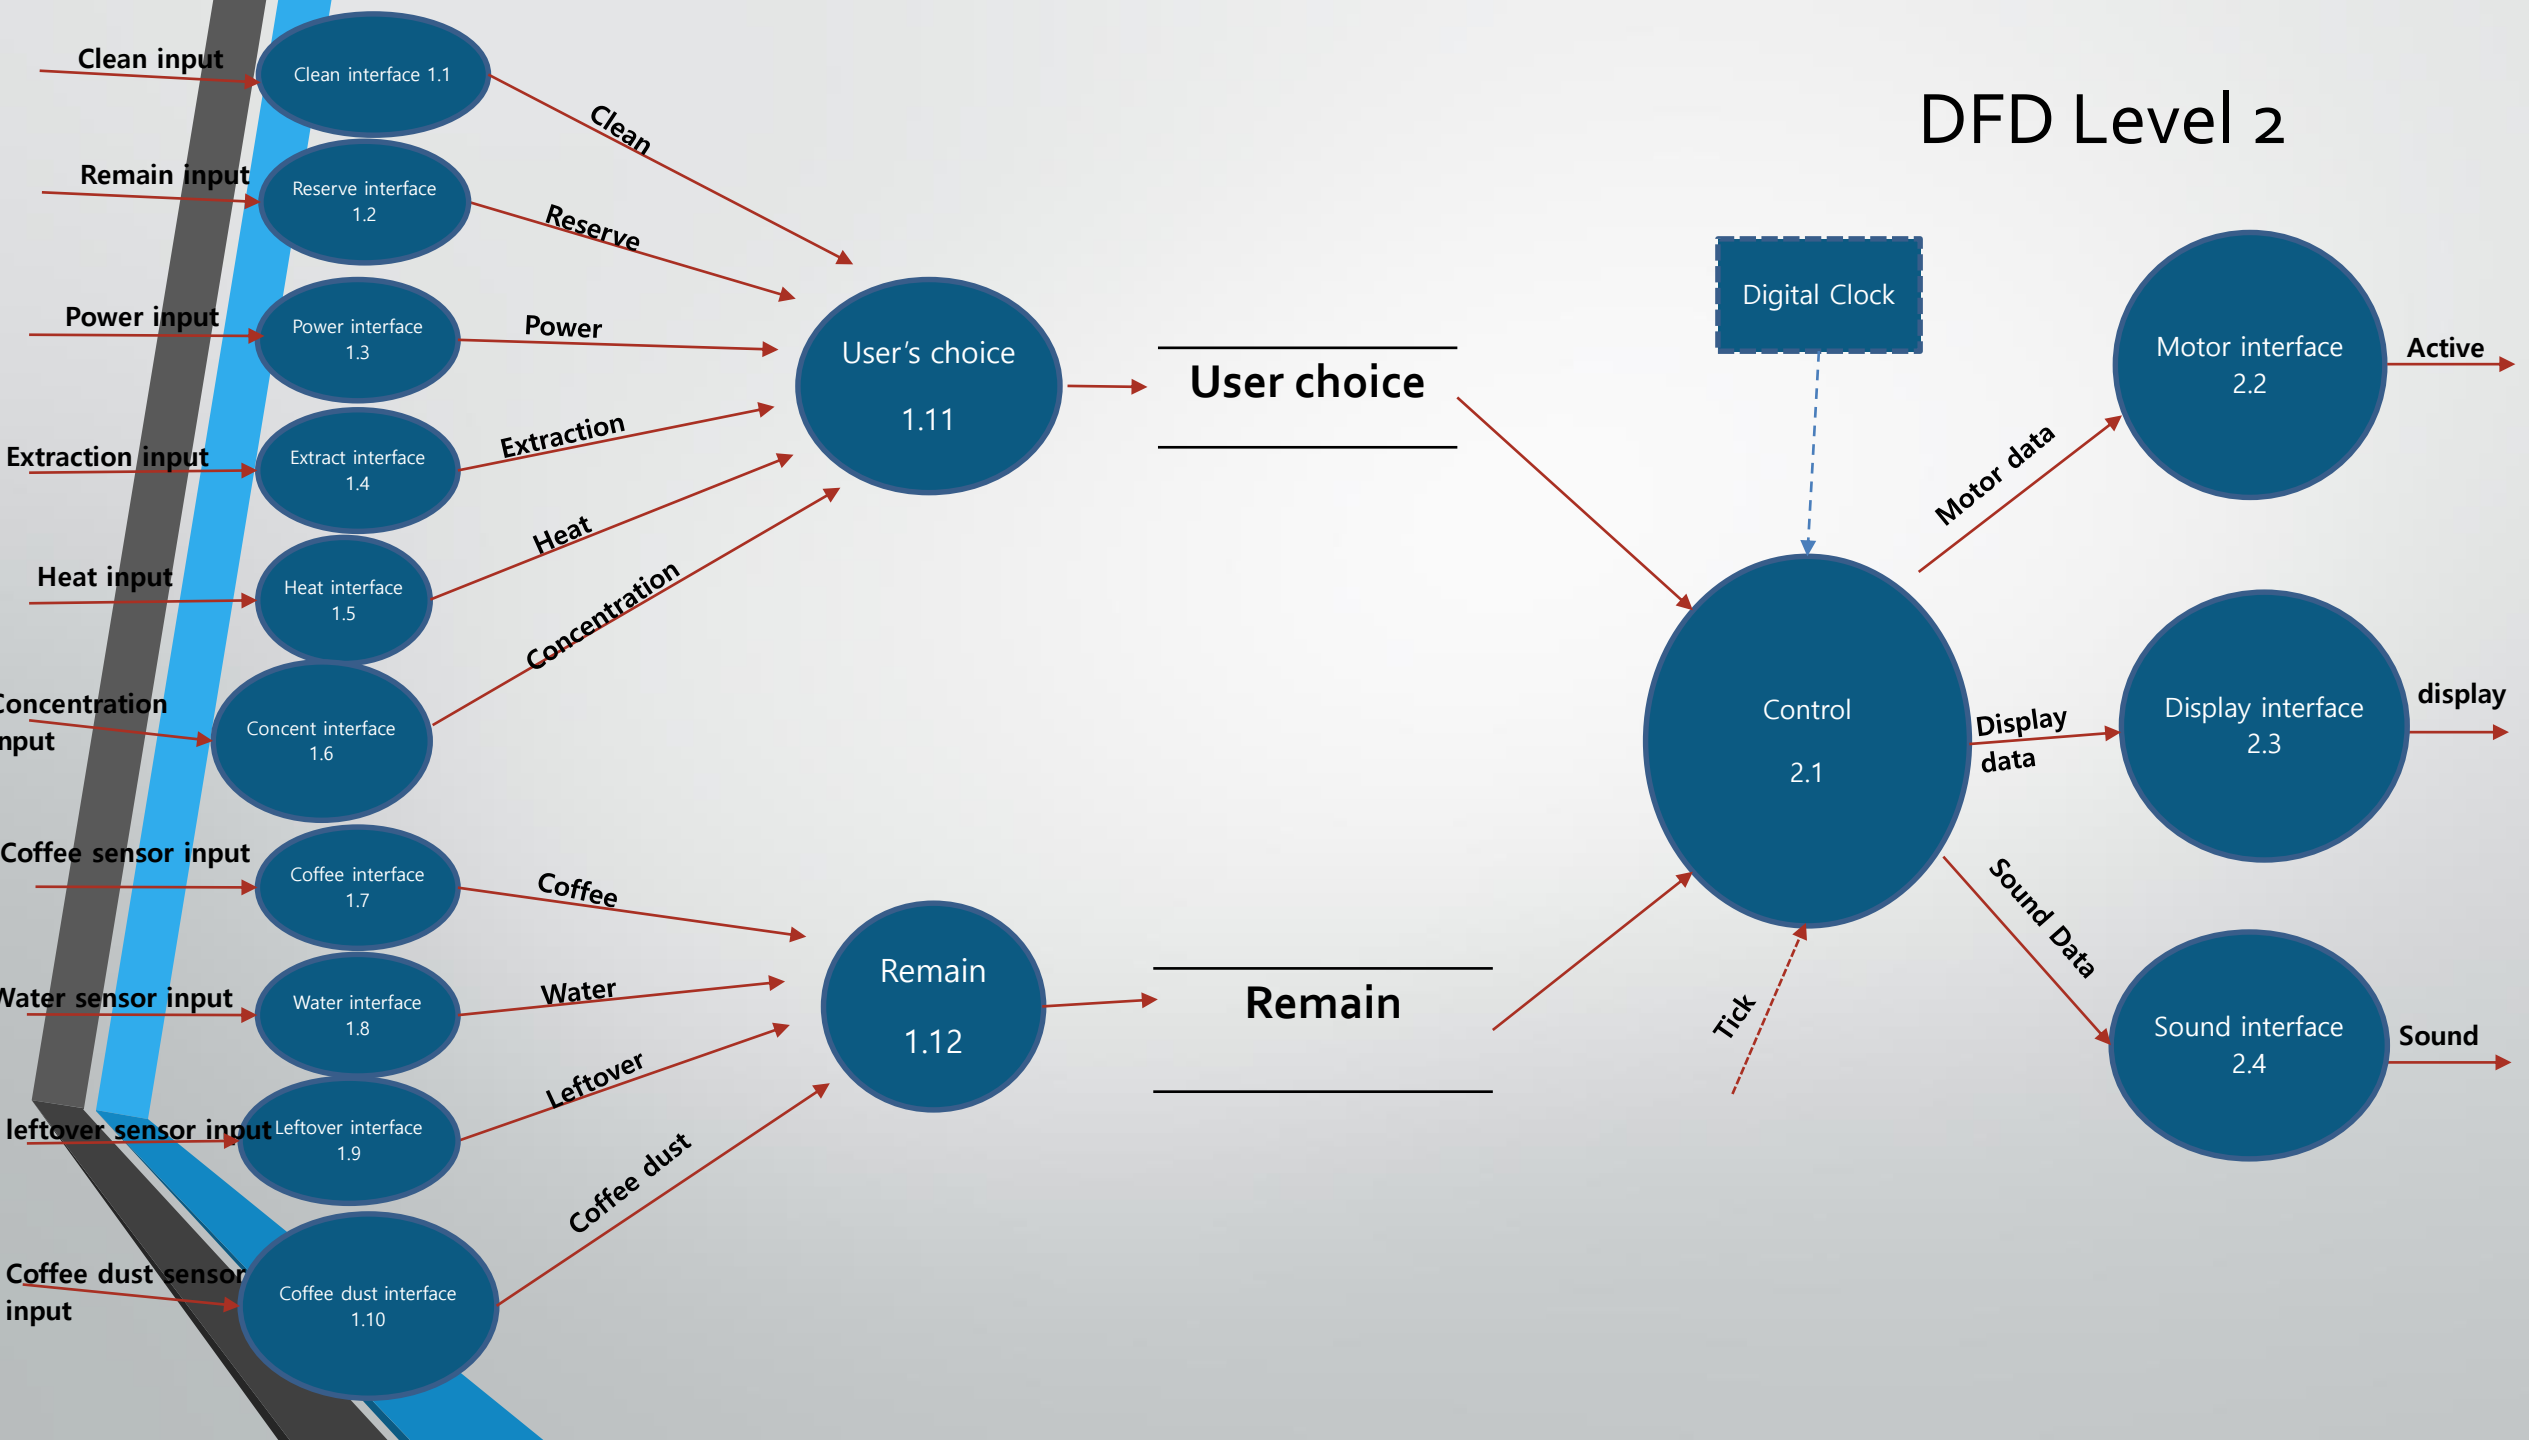 DFD Level 2
Clean input
Clean interface 1.1
Clean
Remain input
Reserve interface
1.2
Reserve
Power input
Power interface
1.3
Power
Extraction input
Extract interface
1.4
Extraction
Heat input
Heat interface
1.5
Heat
Concentration
input
Concent interface
1.6
Concentration
User’s choice
1.11
User choice
Coffee sensor input
Coffee interface
1.7
Coffee
Water sensor input
Water interface
1.8
Water
leftover sensor input
Leftover interface
1.9
Leftover
Coffee dust sensor
input
Coffee dust interface
1.10
Coffee dust
Remain
1.12
Remain
Digital Clock
Control
2.1
Tick
Motor data
Motor interface
2.2
Active
Display
data
Display interface
2.3
display
Sound Data
Sound interface
2.4
Sound